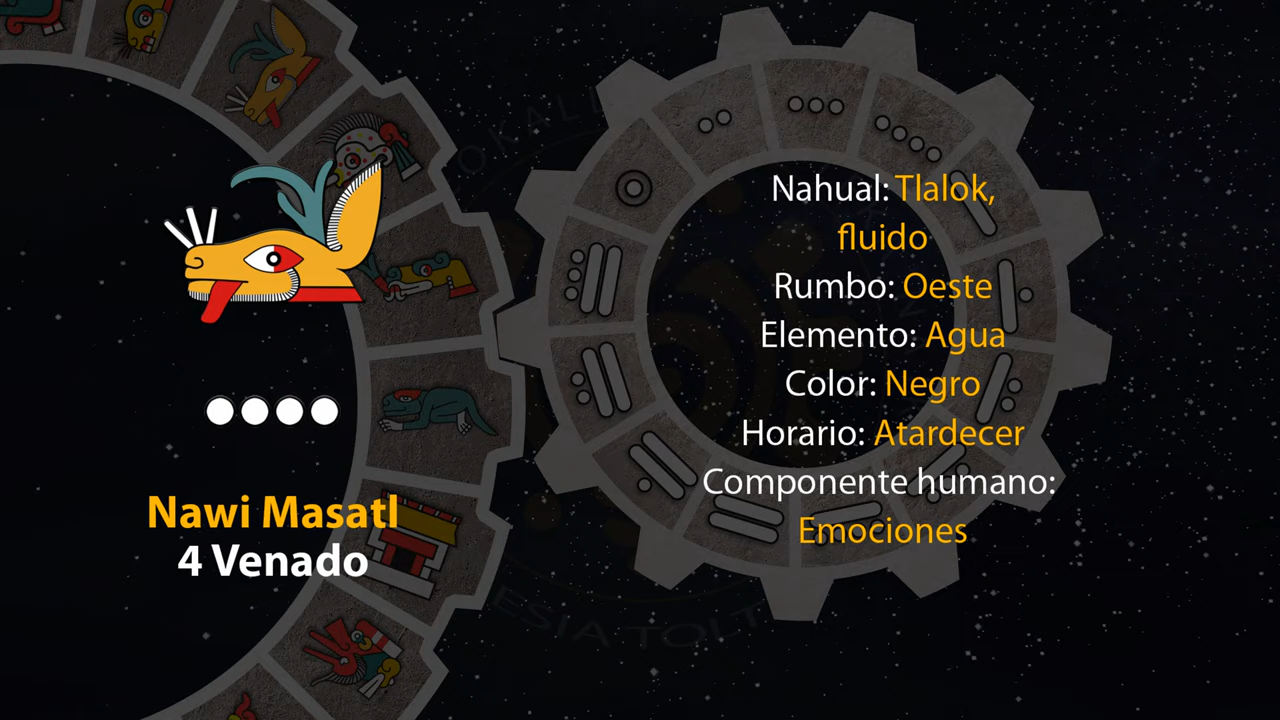 Nawi Masatl
4 Venado
Nahual: Tlalok,
fluido
Rumbo: Oeste
Elemento: Agua
Color: Negro
Horario: Atardecer
Componente humano:
Emociones